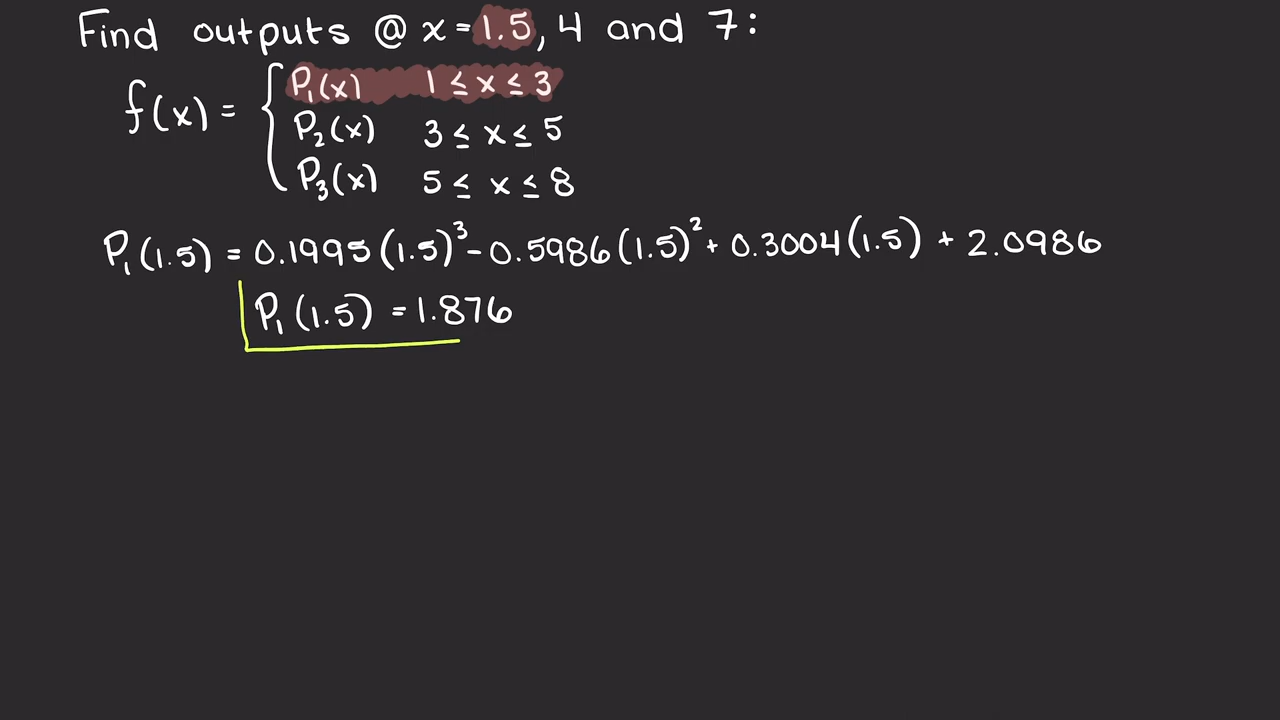 Find outputs @ x = 1.5, 4 and 7:
f(x) = { P₁(x) 1 ≤ x ≤ 3
P₂(x) 3 ≤ x ≤ 5
P₃(x) 5 ≤ x ≤ 8
P₁(1.5) = 0.1995(1.5)³ - 0.5986(1.5)² + 0.3004(1.5) + 2.0986
P₁(1.5) = 1.876